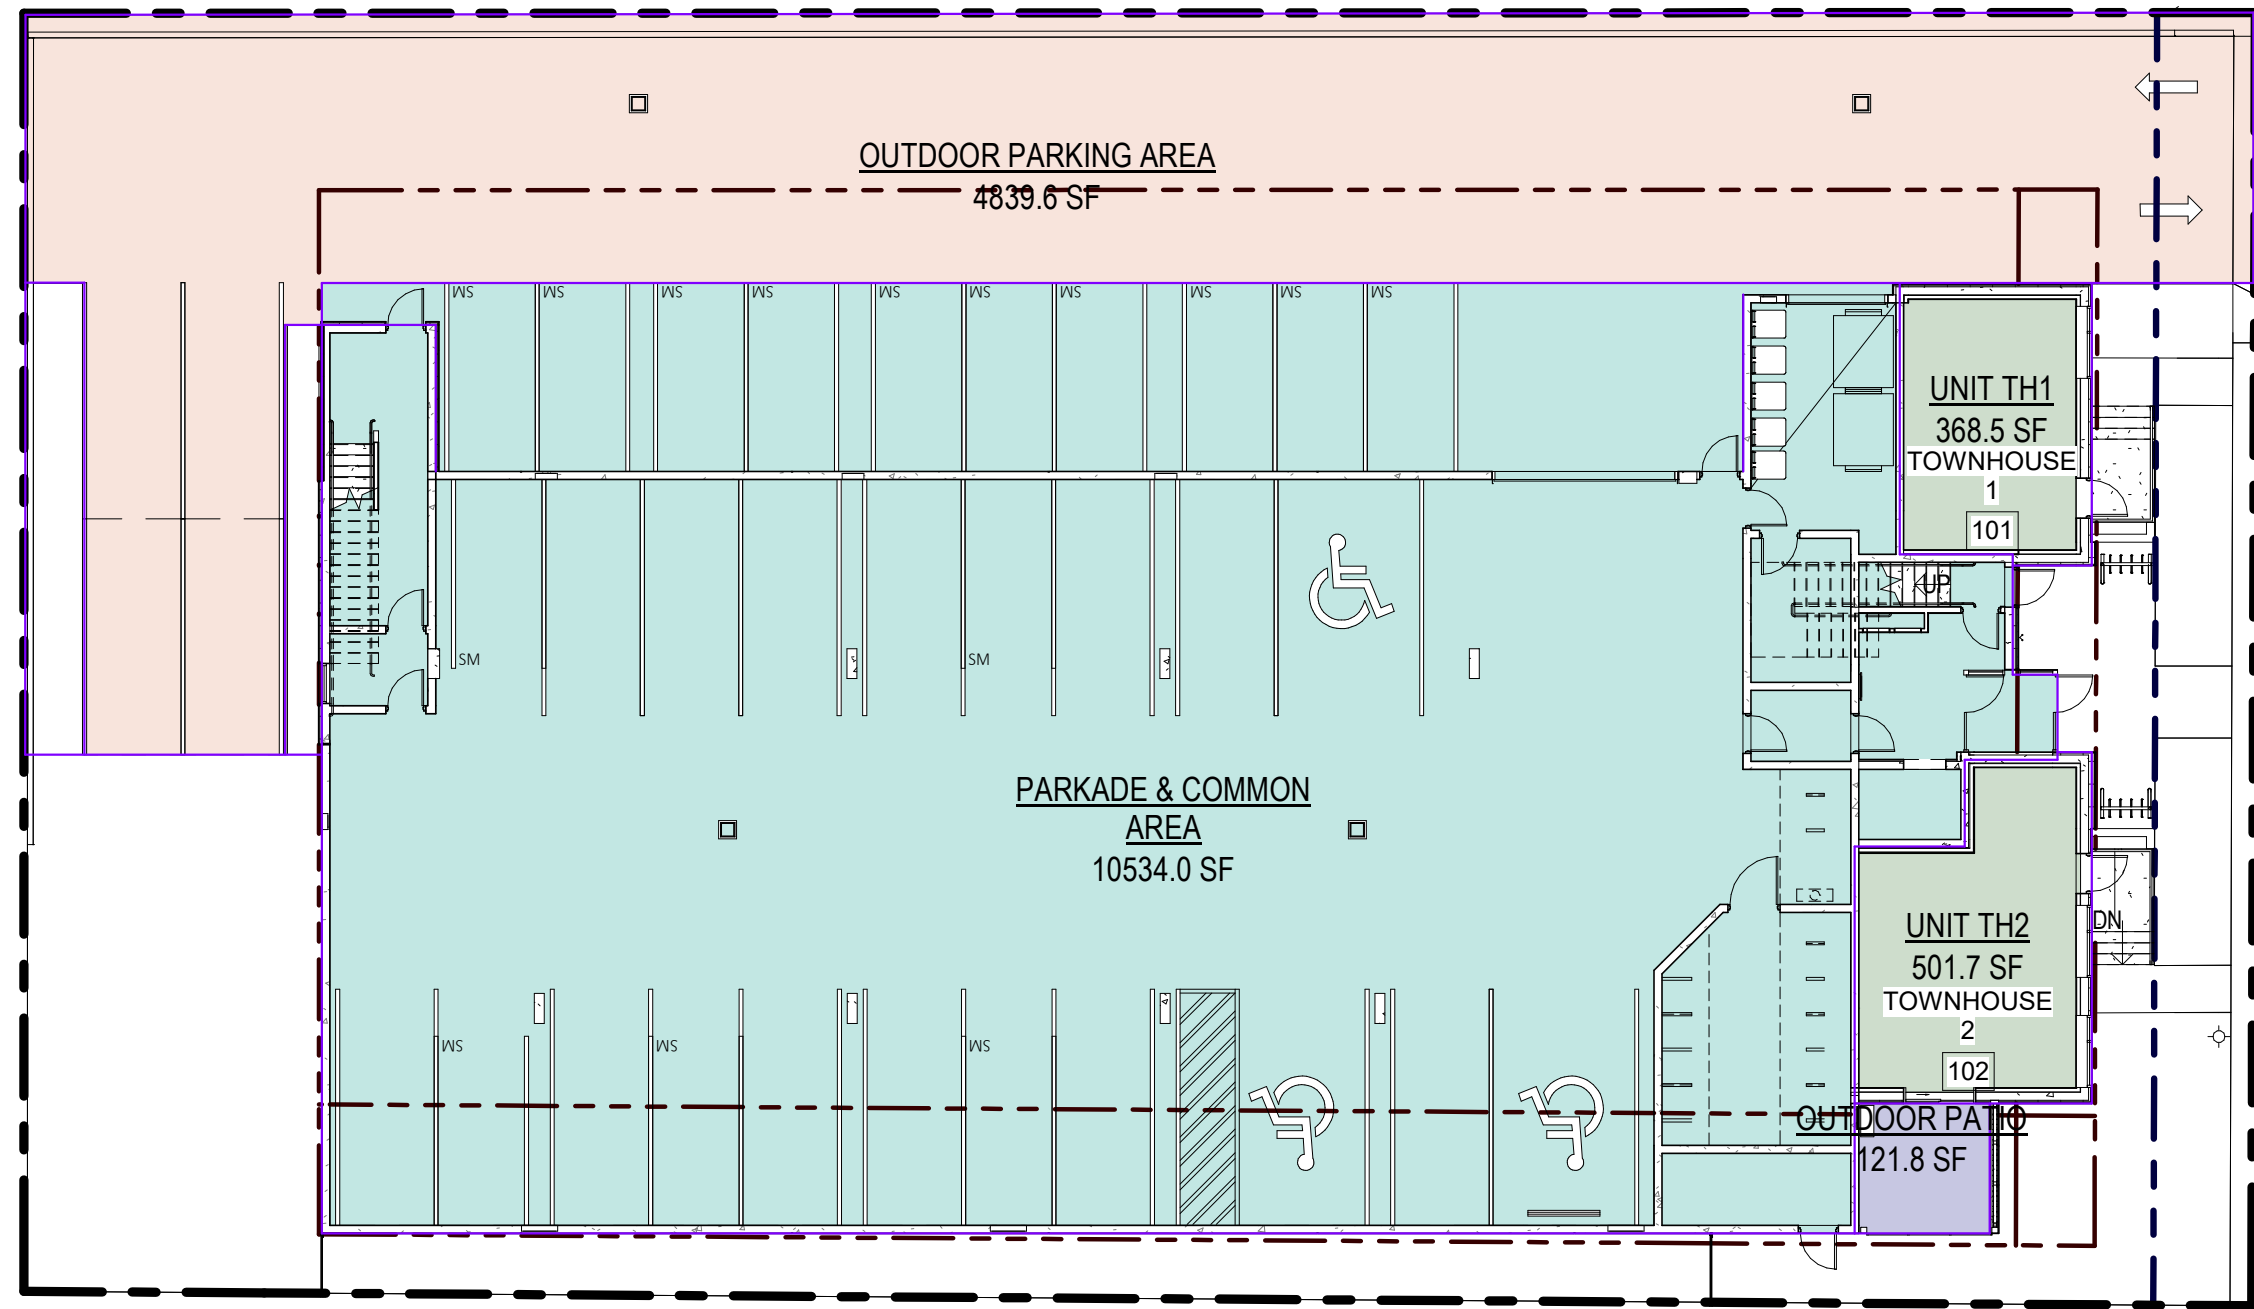 OUTDOOR PARKING AREA
4839.6 SF
SM SM SM SM SM SM SM SM SM SM
UNIT TH1
368.5 SF
TOWNHOUSE
1
101
UP
SM SM
PARKADE & COMMON
AREA
10534.0 SF
UNIT TH2
501.7 SF
TOWNHOUSE
2
102
DN
SM SM SM
OUTDOOR PATIO
121.8 SF